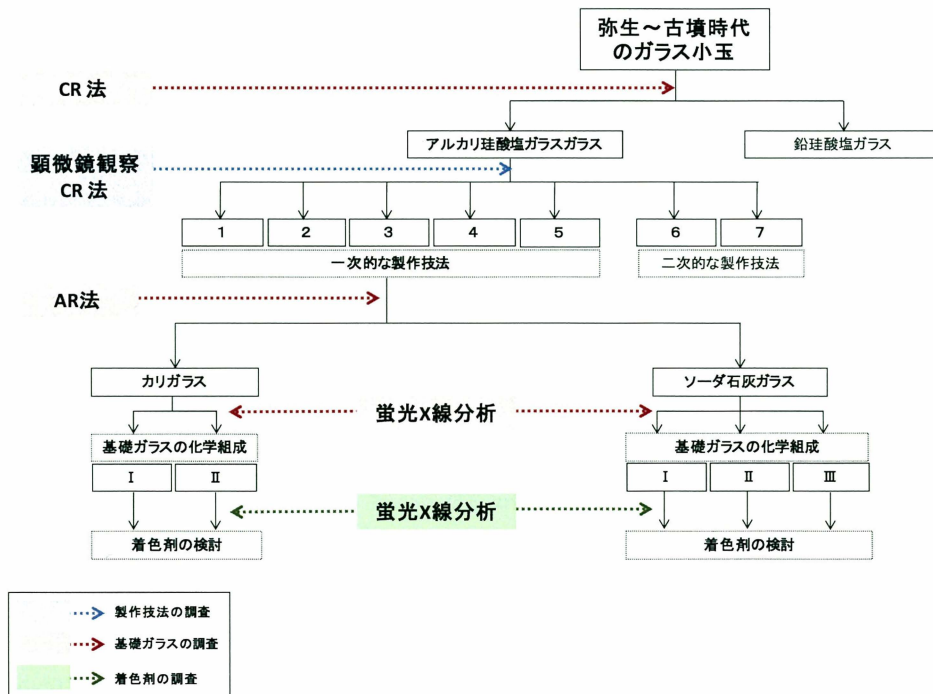 弥生~古墳時代
のガラス小玉
CR 法
アルカリ珪酸塩ガラスガラス
鉛珪酸塩ガラス
顕微鏡観察
CR 法
1
2
3
4
5
6
7
一次的な製作技法
二次的な製作技法
AR法
カリガラス
ソーダ石灰ガラス
蛍光X線分析
基礎ガラスの化学組成
基礎ガラスの化学組成
Ⅰ
Ⅱ
Ⅰ
Ⅱ
Ⅲ
蛍光X線分析
着色剤の検討
着色剤の検討
製作技法の調査
基礎ガラスの調査
着色剤の調査